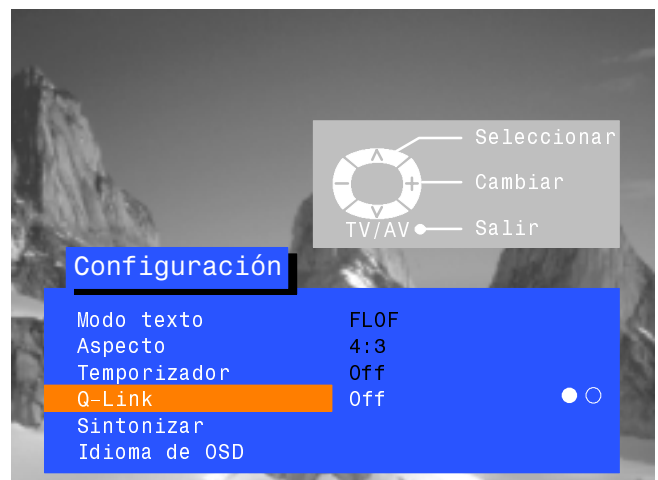 Seleccionar
Cambiar
TV/AV Salir
Configuración
Modo texto FLOF
Aspecto 4:3
Temporizador Off
Q-Link Off
Sintonizar
Idioma de OSD